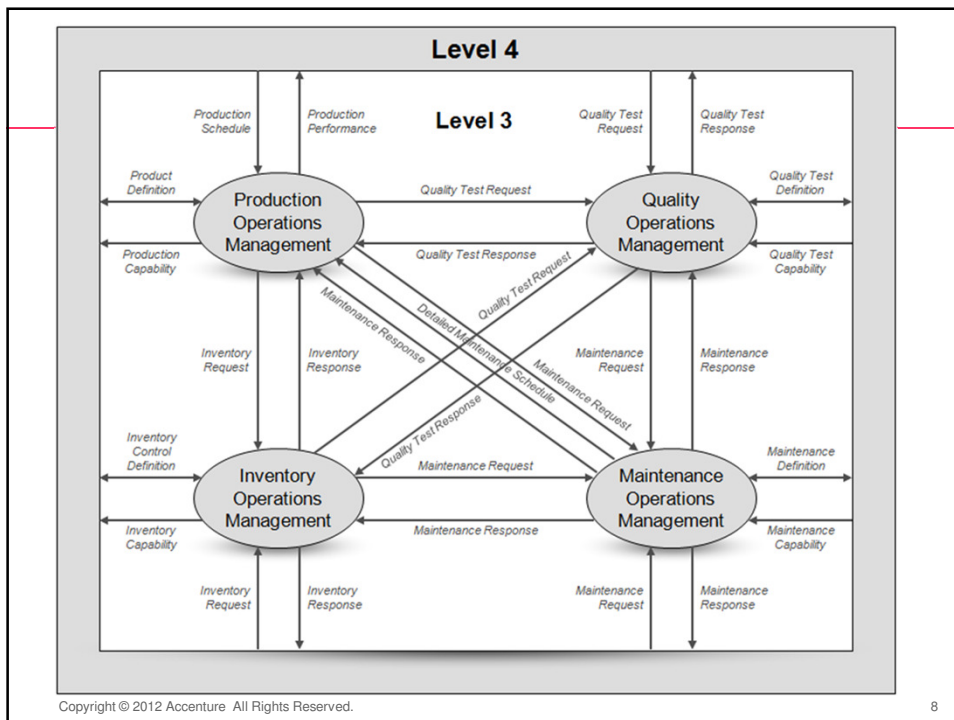 Level 4
Production
Schedule
Production
Performance
Level 3
Quality Test
Request
Quality Test
Response
Product
Definition
Production
Operations
Management
Quality Test Request
Quality
Operations
Management
Quality Test
Definition
Production
Capability
Quality Test Response
Quality Test
Capability
Quality Test Request
Maintenance Response
Detailed Maintenance Schedule
Maintenance Request
Inventory
Request
Inventory
Response
Maintenance
Request
Maintenance
Response
Quality Test Response
Inventory
Control
Definition
Inventory
Operations
Management
Maintenance Request
Maintenance
Operations
Management
Maintenance
Definition
Inventory
Capability
Maintenance Response
Maintenance
Capability
Inventory
Request
Inventory
Response
Maintenance
Request
Maintenance
Response
Copyright © 2012 Accenture All Rights Reserved.
8